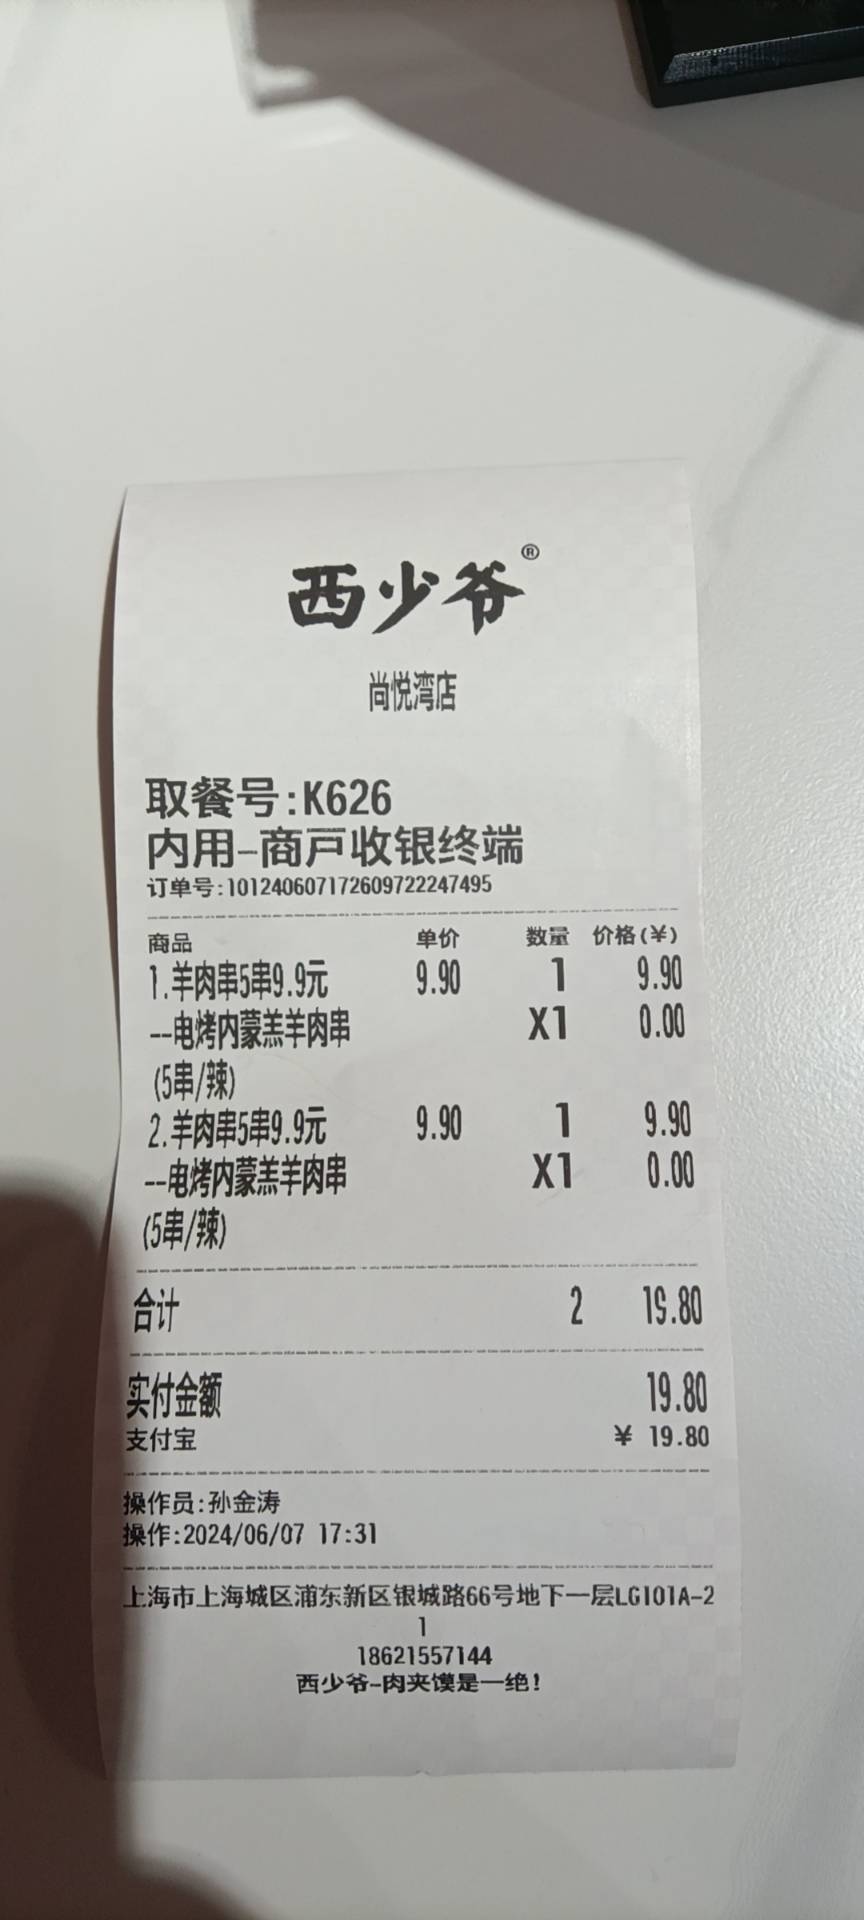 西少爷®
尚悦湾店
取餐号:K626
内用-商戸收银终端
订单号:101240607172609722247495
商品 单价 数量 价格(¥)
1.羊肉串5串9.9元 9.90 1 9.90
--电烤内蒙羔羊肉串 X1 0.00
(5串/辣)
2.羊肉串5串9.9元 9.90 1 9.90
--电烤内蒙羔羊肉串 X1 0.00
(5串/辣)
合计 2 19.80
实付金额 19.80
支付宝 ¥ 19.80
操作员:孙金涛
操作:2024/06/07 17:31
上海市上海城区浦东新区银城路66号地下一层LG101A-2
1
18621557144
西少爷-肉夹馍是一绝!